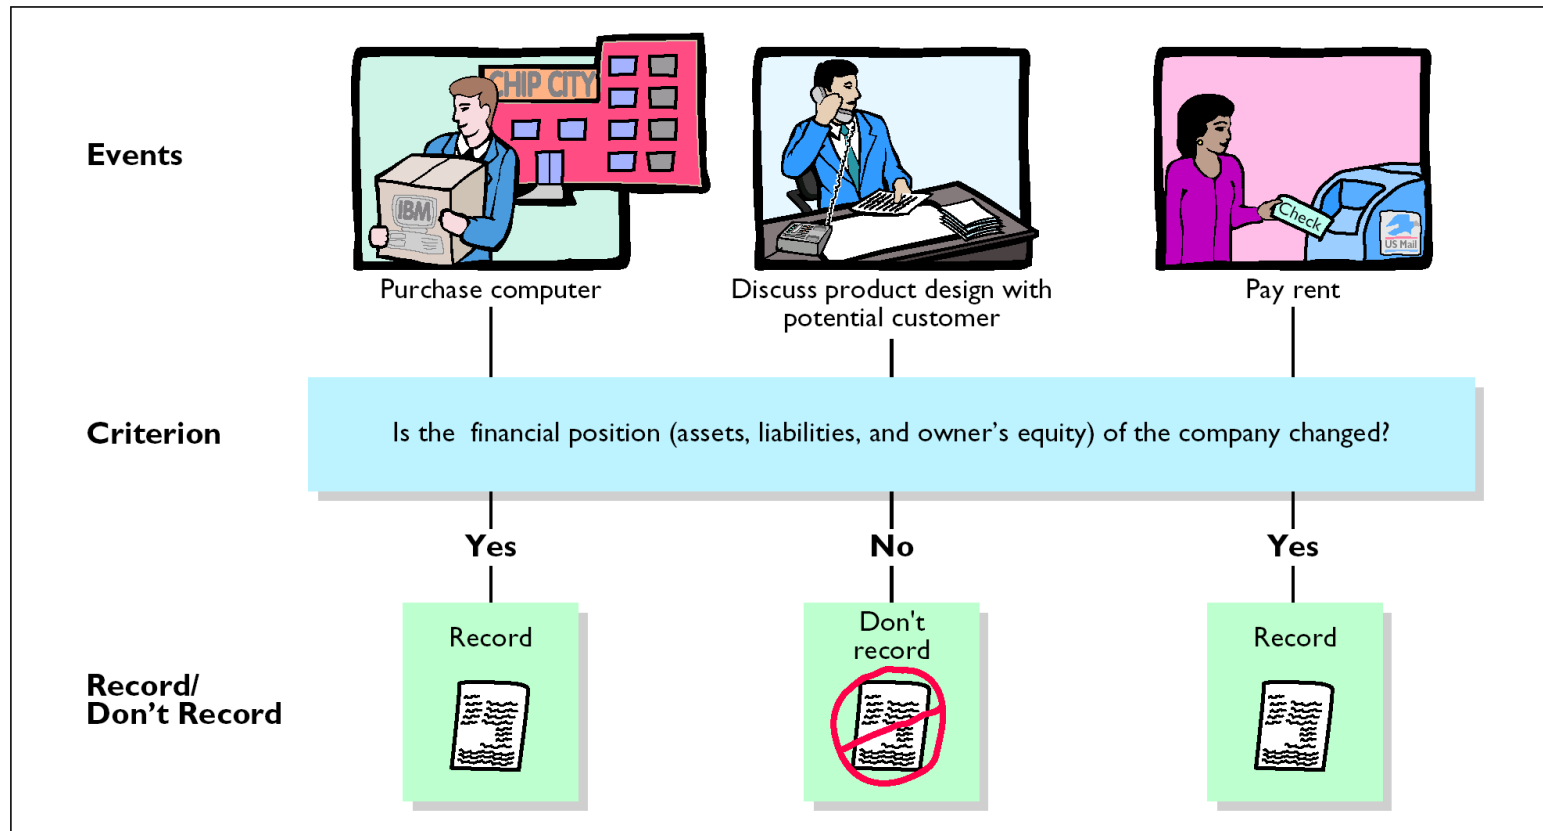 Events
CHIP CITY
IBM
Check
US Mail
Purchase computer
Discuss product design with
potential customer
Pay rent
Criterion
Is the financial position (assets, liabilities, and owner's equity) of the company changed?
Yes
No
Yes
Record/
Don't Record
Record
Don't
record
Record